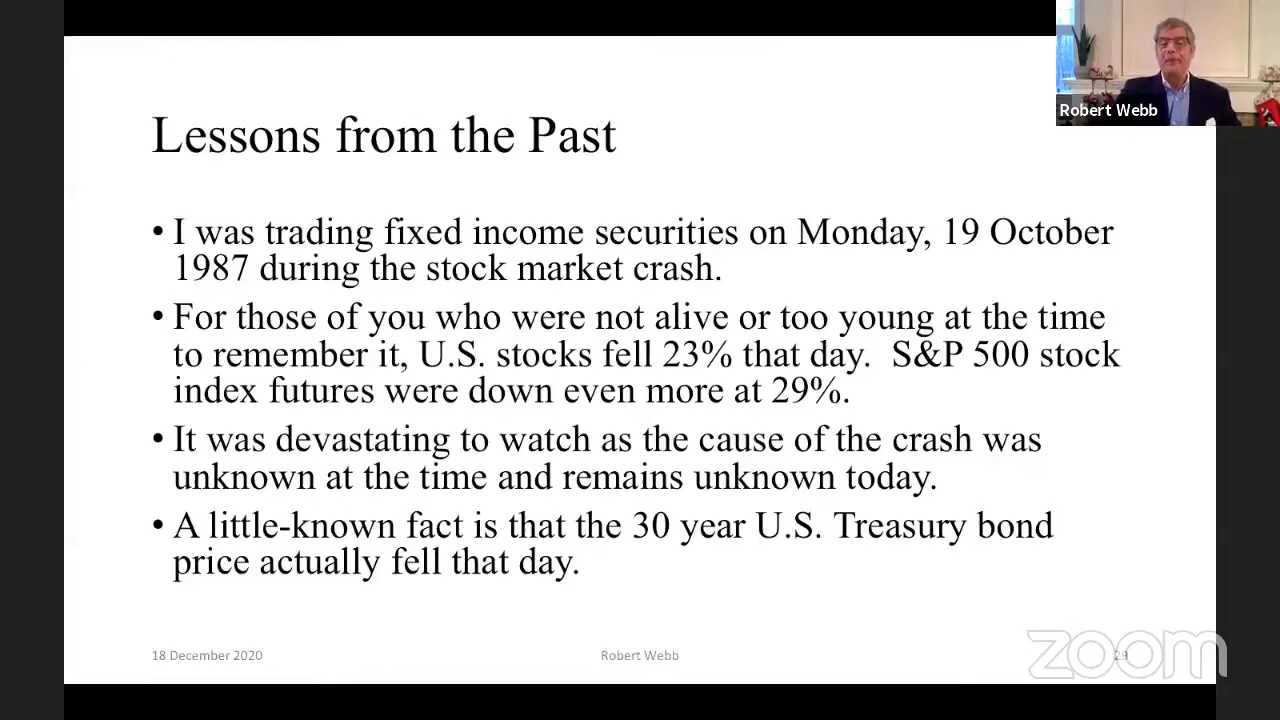 Robert Webb
Lessons from the Past
• I was trading fixed income securities on Monday, 19 October
1987 during the stock market crash.
• For those of you who were not alive or too young at the time
to remember it, U.S. stocks fell 23% that day.  S&P 500 stock
index futures were down even more at 29%.
• It was devastating to watch as the cause of the crash was
unknown at the time and remains unknown today.
• A little-known fact is that the 30 year U.S. Treasury bond
price actually fell that day.
18 December 2020
Robert Webb
29
zoom